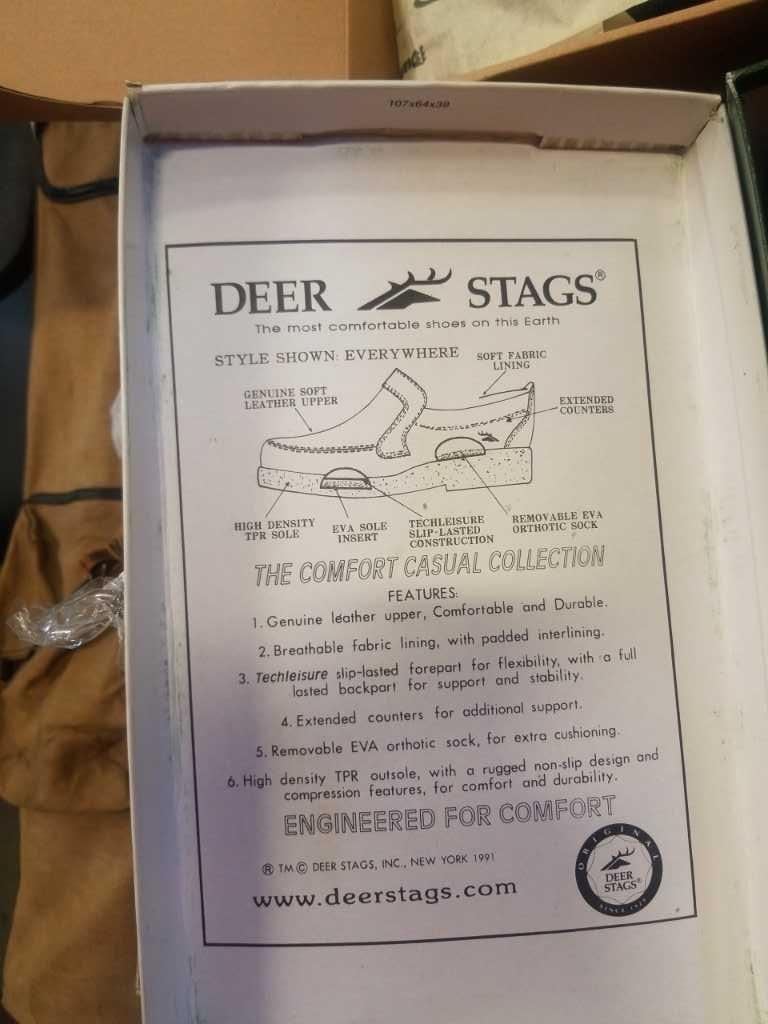 107x64x39
DEER STAGS®
The most comfortable shoes on this Earth
STYLE SHOWN: EVERYWHERE
SOFT FABRIC
LINING
GENUINE SOFT
LEATHER UPPER
EXTENDED
COUNTERS
HIGH DENSITY
TPR SOLE
EVA SOLE
INSERT
TECHLEISURE
SLIP-LASTED
CONSTRUCTION
REMOVABLE EVA
ORTHOTIC SOCK
THE COMFORT CASUAL COLLECTION
FEATURES:
1. Genuine leather upper, Comfortable and Durable.
2. Breathable fabric lining, with padded interlining.
3. Techleisure slip-lasted forepart for flexibility, with a full
lasted backpart for support and stability.
4. Extended counters for additional support.
5. Removable EVA orthotic sock, for extra cushioning.
6. High density TPR outsole, with a rugged non-slip design and
compression features, for comfort and durability.
ENGINEERED FOR COMFORT
® TM © DEER STAGS, INC., NEW YORK 1991
www.deerstags.com
ORIGINAL
DEER
STAGS®
SINCE 1929